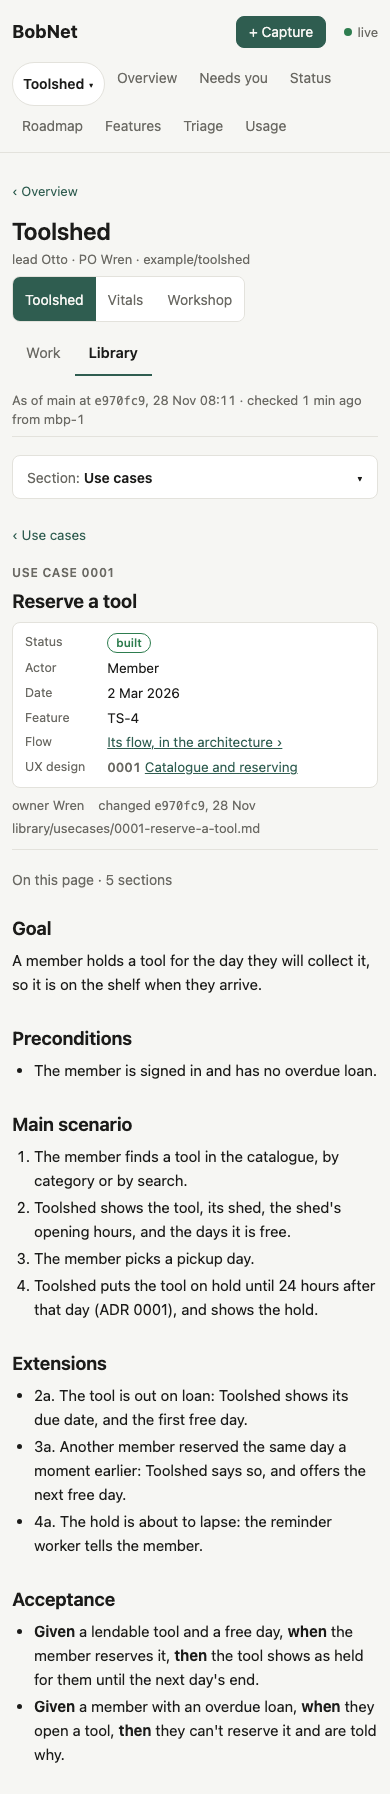 BobNet
+ Capture
live
Toolshed ▾
Overview
Needs you
Status
Roadmap
Features
Triage
Usage
‹ Overview
Toolshed
lead Otto · PO Wren · example/toolshed
Toolshed
Vitals
Workshop
Work
Library
As of main at e970fc9, 28 Nov 08:11 · checked 1 min ago
from mbp-1
Section: Use cases ▾
‹ Use cases
USE CASE 0001
Reserve a tool
Status built
Actor Member
Date 2 Mar 2026
Feature TS-4
Flow Its flow, in the architecture ›
UX design 0001 Catalogue and reserving
owner Wren changed e970fc9, 28 Nov
library/usecases/0001-reserve-a-tool.md
On this page · 5 sections
Goal
A member holds a tool for the day they will collect it,
so it is on the shelf when they arrive.
Preconditions
• The member is signed in and has no overdue loan.
Main scenario
1. The member finds a tool in the catalogue, by
category or by search.
2. Toolshed shows the tool, its shed, the shed's
opening hours, and the days it is free.
3. The member picks a pickup day.
4. Toolshed puts the tool on hold until 24 hours after
that day (ADR 0001), and shows the hold.
Extensions
• 2a. The tool is out on loan: Toolshed shows its
due date, and the first free day.
• 3a. Another member reserved the same day a
moment earlier: Toolshed says so, and offers the
next free day.
• 4a. The hold is about to lapse: the reminder
worker tells the member.
Acceptance
• Given a lendable tool and a free day, when the
member reserves it, then the tool shows as held
for them until the next day's end.
• Given a member with an overdue loan, when they
open a tool, then they can't reserve it and are told
why.